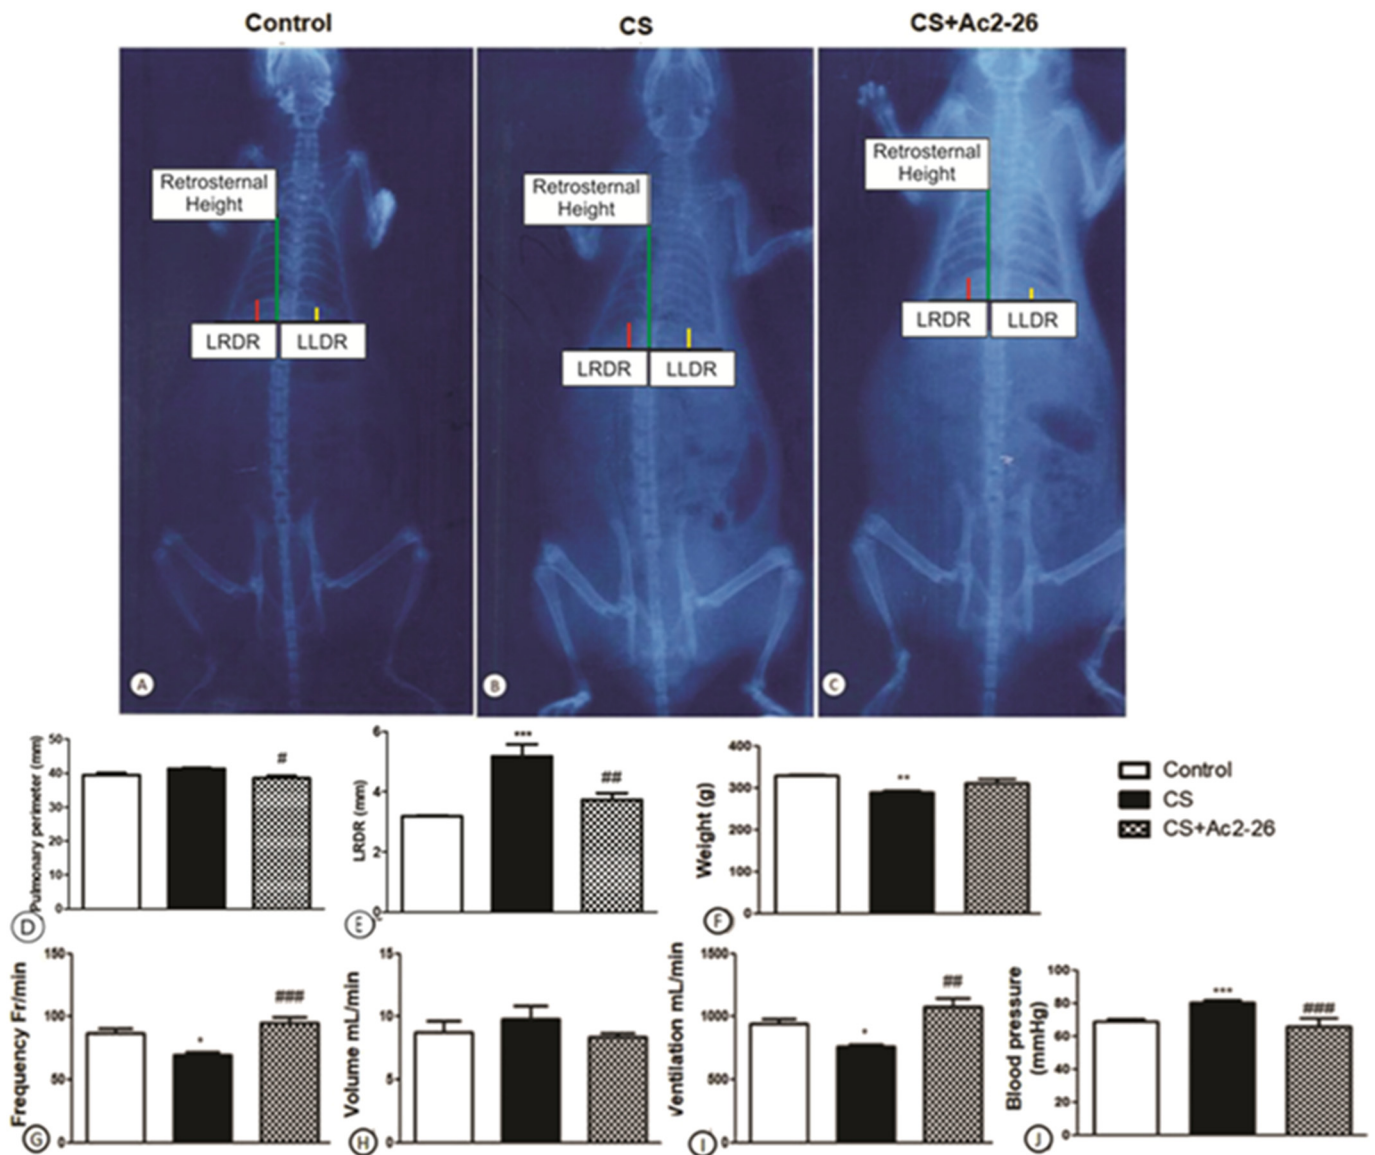 Control
CS
CS+Ac2-26
Retrosternal
Height
Retrosternal
Height
Retrosternal
Height
LRDR
LLDR
LRDR
LLDR
LRDR
LLDR
A
B
C
Pulmonary perimeter (mm)
50
40
30
20
10
0
#
D
LRDR (mm)
6
4
2
0
***
##
E
Weight (g)
400
300
200
100
0
**
F
Control
CS
CS+Ac2-26
Frequency Fr/min
150
100
50
0
*
###
G
Volume mL/min
15
10
5
0
H
Ventilation mL/min
1500
1000
500
0
*
##
I
Blood pressure
(mmHg)
100
80
60
40
20
0
***
###
J